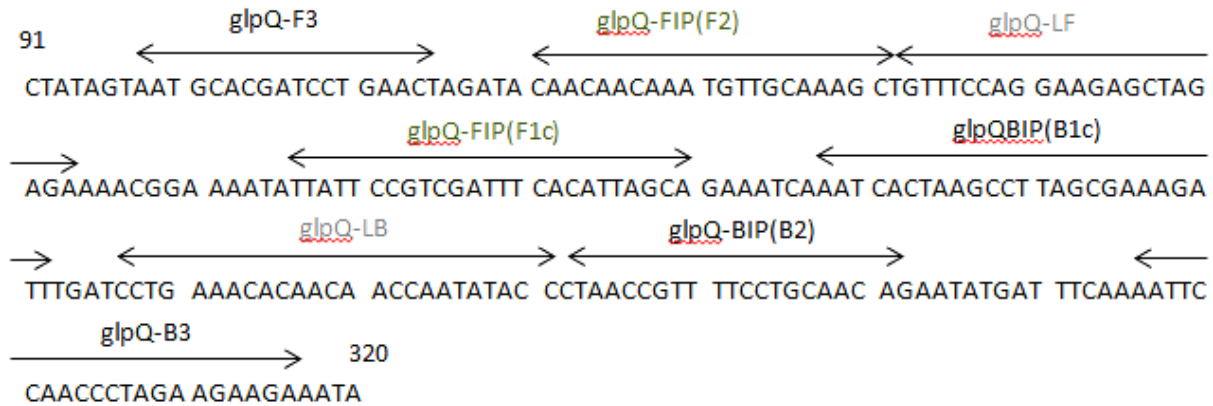 91 glpQ-F3 glpQ-FIP(F2) glpQ-LF
CTATAGTAAT GCACGATCCT GAACTAGATA CAACAACAAA TGTTGCAAAG CTGTTTCCAG GAAGAGCTAG
glpQ-FIP(F1c) glpQBIP(B1c)
AGAAAACGGA AAATATTATT CCGTCGATTT CACATTAGCA GAAATCAAAT CACTAAGCCT TAGCGAAAGA
glpQ-LB glpQ-BIP(B2)
TTTGATCCTG AAACACAACA ACCAATATAC CCTAACCGTT TTCCTGCAAC AGAATATGAT TTCAAAATTC
glpQ-B3 320
CAACCCTAGA AGAAGAAATA